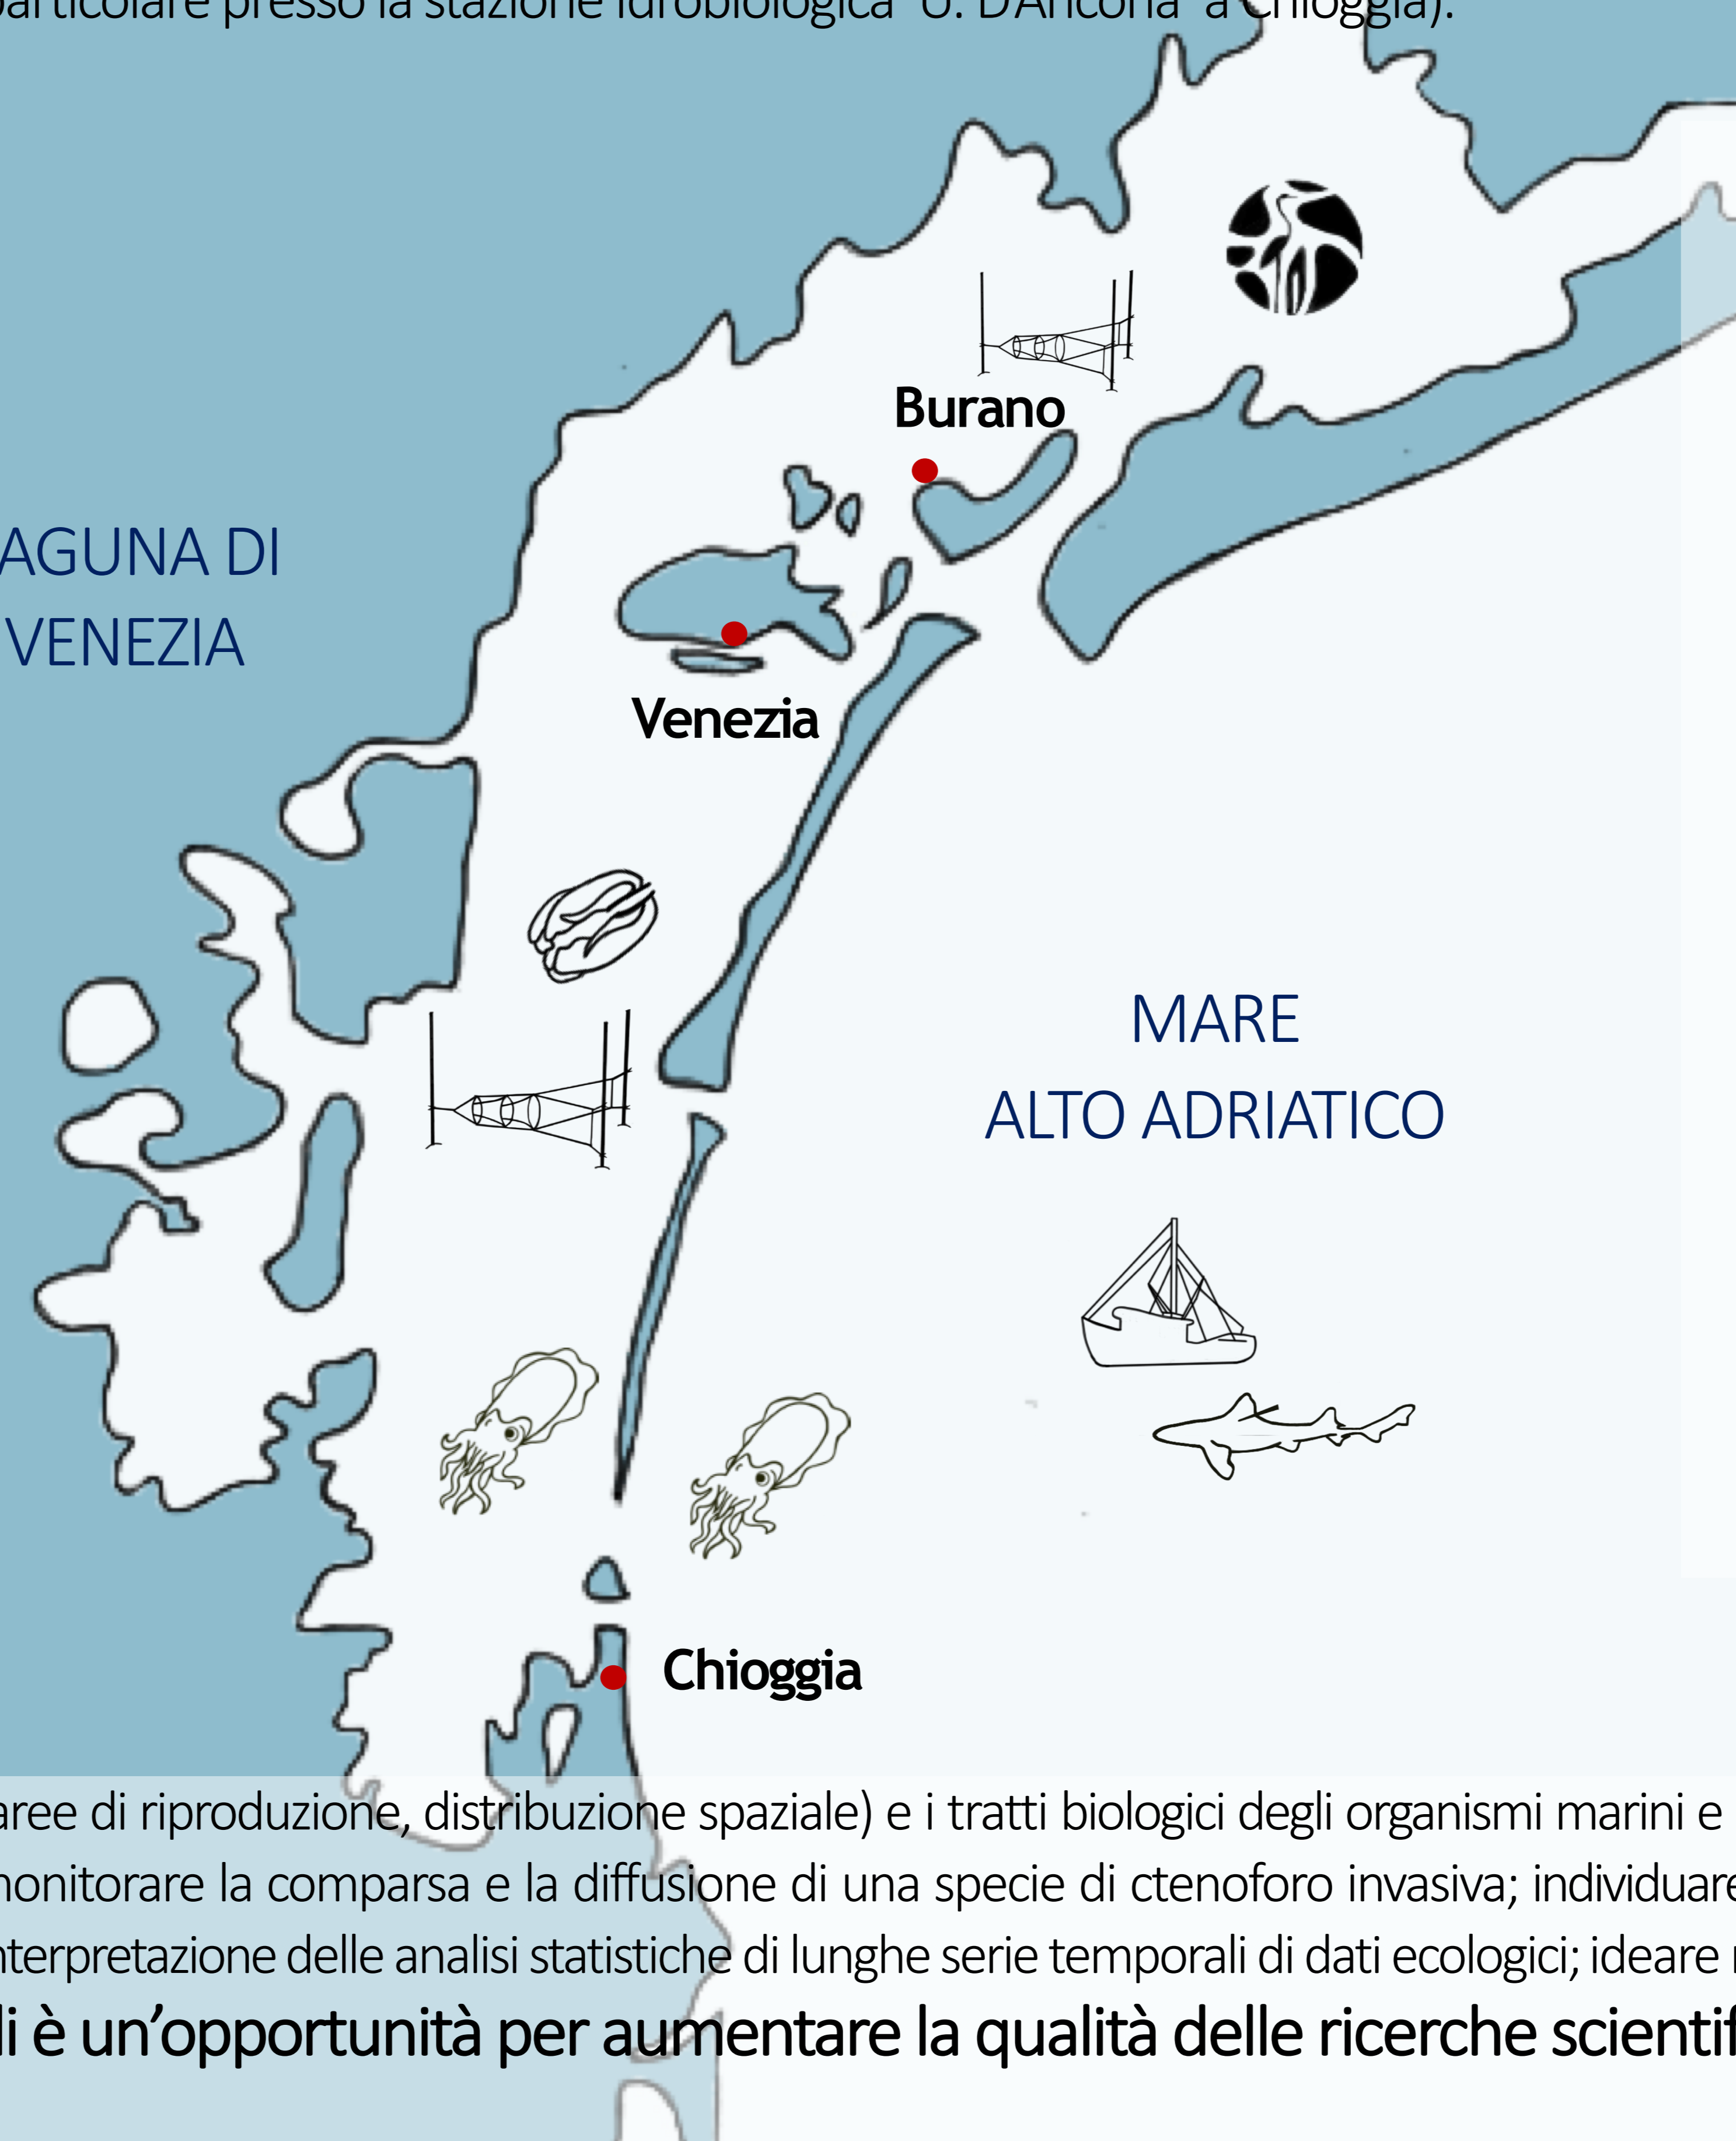 particolare presso la stazione idrobiologica "U. D'Ancona" a Chioggia).
Burano
AGUNA DI
VENEZIA
Venezia
MARE
ALTO ADRIATICO
Chioggia
aree di riproduzione, distribuzione spaziale) e i tratti biologici degli organismi marini e
monitorare la comparsa e la diffusione di una specie di ctenoforo invasiva; individuare
nterpretazione delle analisi statistiche di lunghe serie temporali di dati ecologici; ideare
li è un’opportunità per aumentare la qualità delle ricerche scientif